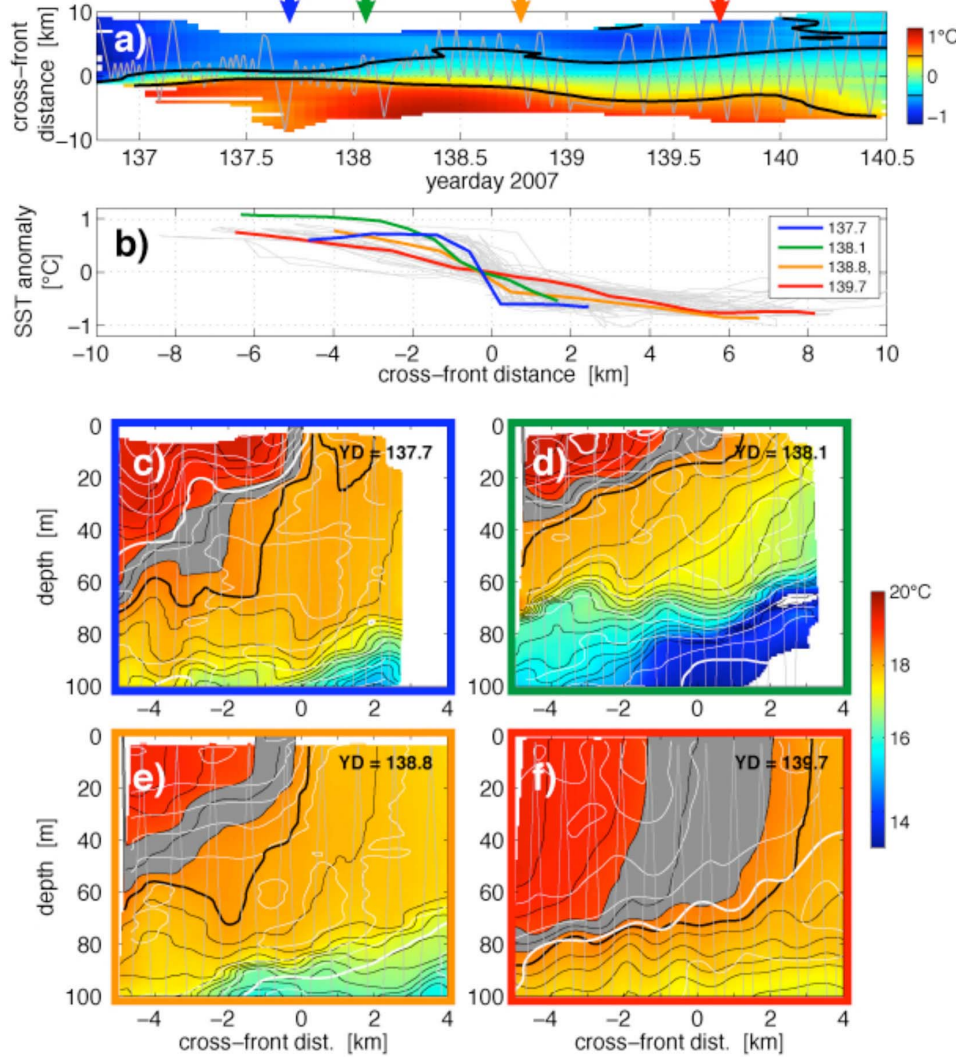 a)
cross-front
distance [km]
10
0
-10
137 137.5 138 138.5 139 139.5 140 140.5
yearday 2007
1°C
0
-1
b)
SST anomaly
[°C]
1
0
-1
137.7
138.1
138.8,
139.7
-10 -8 -6 -4 -2 0 2 4 6 8 10
cross-front distance [km]
c)
YD = 137.7
depth [m]
0
20
40
60
80
100
-4 -2 0 2 4
d)
YD = 138.1
0
20
40
60
80
100
-4 -2 0 2 4
20°C
18
16
14
e)
YD = 138.8
depth [m]
0
20
40
60
80
100
-4 -2 0 2 4
cross-front dist. [km]
f)
YD = 139.7
0
20
40
60
80
100
-4 -2 0 2 4
cross-front dist. [km]